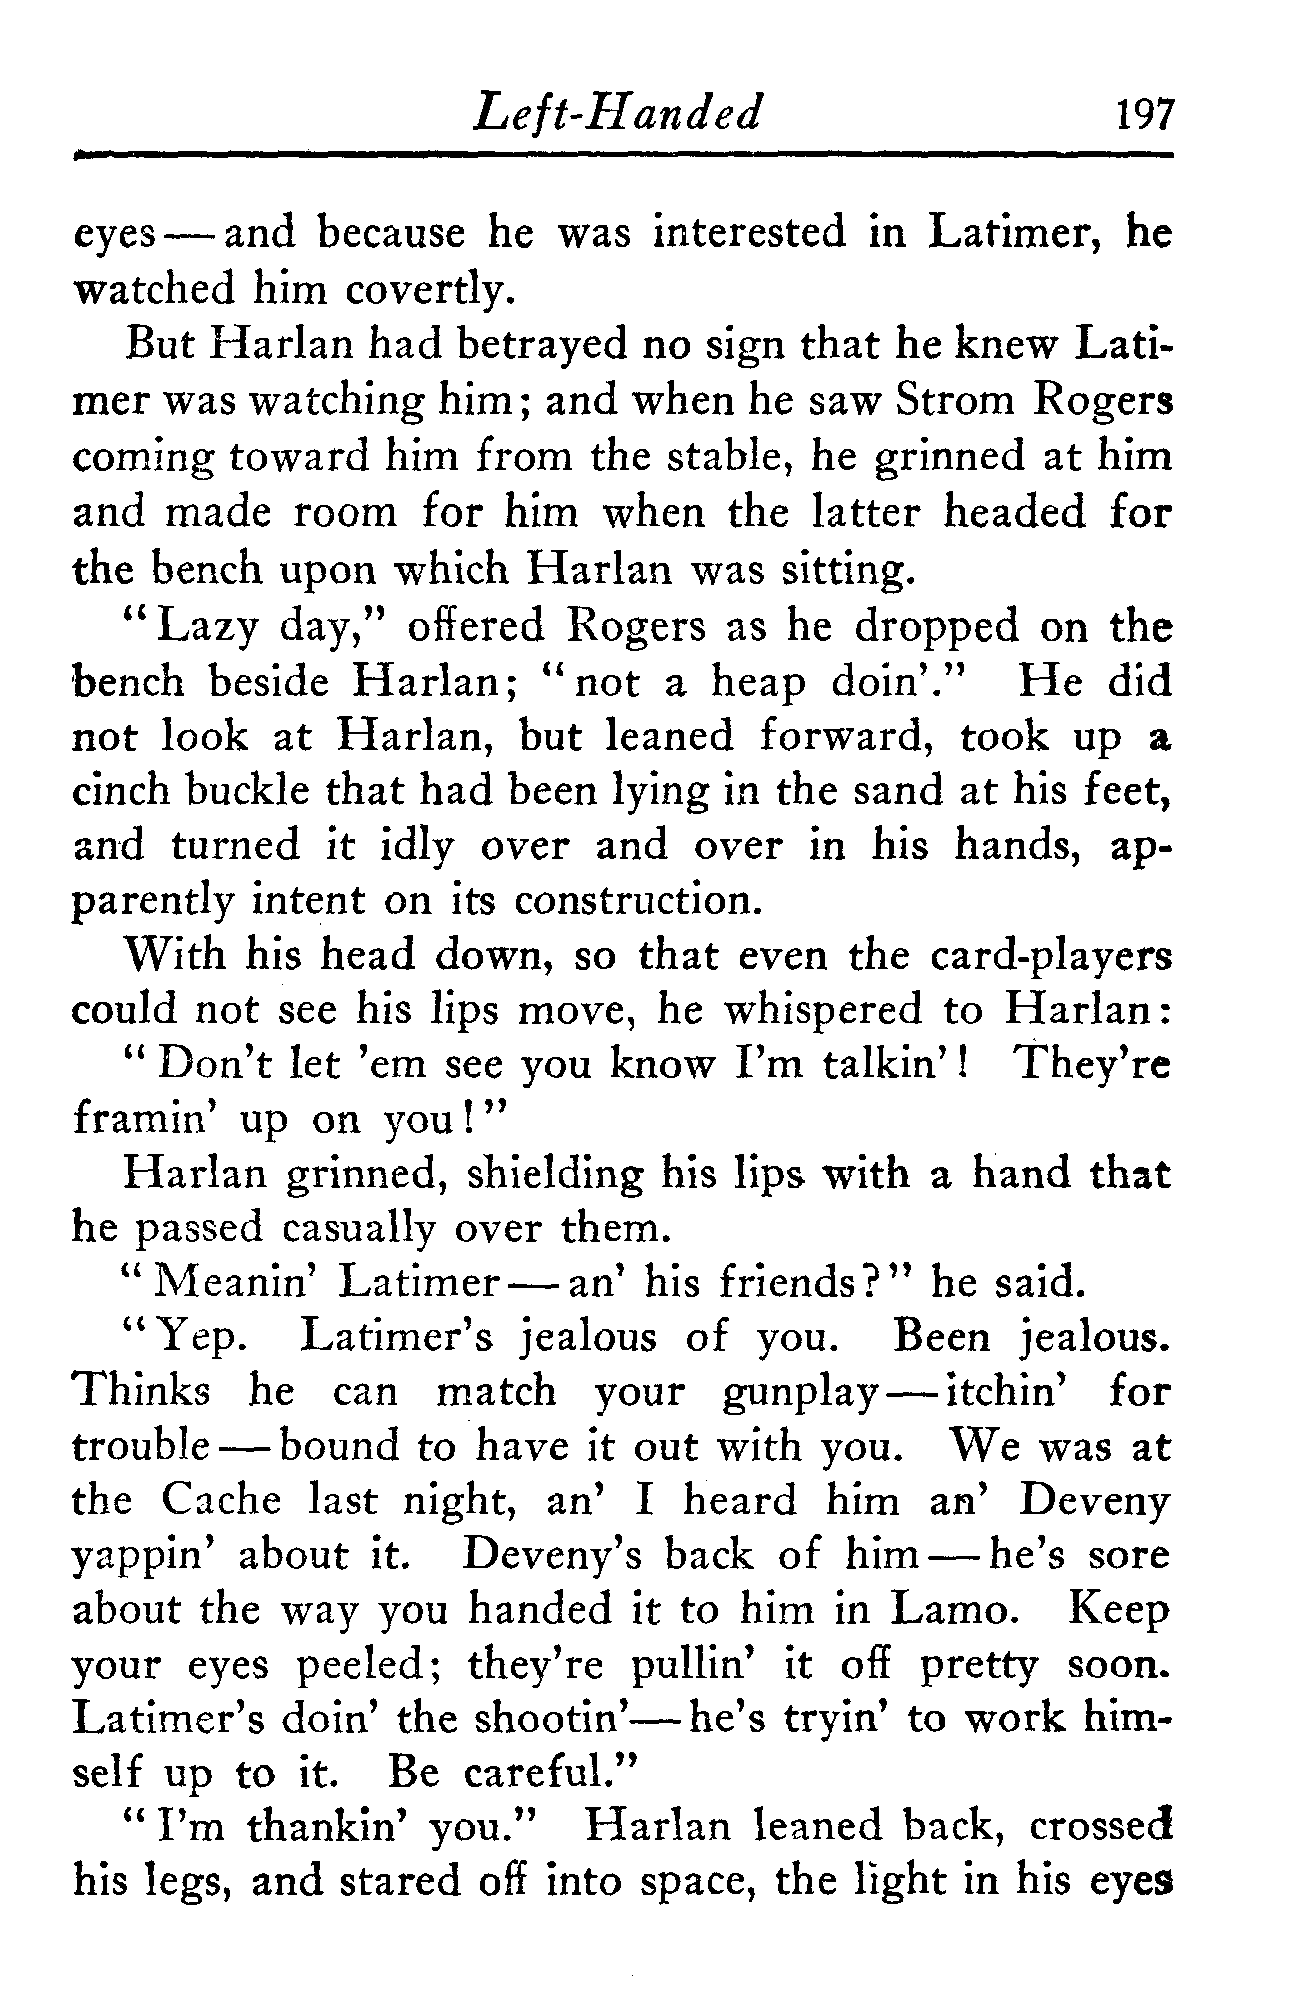 Left-Handed 197
eyes — and because he was interested in Latimer, he
watched him covertly.
But Harlan had betrayed no sign that he knew Lati-
mer was watching him; and when he saw Strom Rogers
coming toward him from the stable, he grinned at him
and made room for him when the latter headed for
the bench upon which Harlan was sitting.
"Lazy day," offered Rogers as he dropped on the
bench beside Harlan; "not a heap doin'." He did
not look at Harlan, but leaned forward, took up a
cinch buckle that had been lying in the sand at his feet,
and turned it idly over and over in his hands, ap-
parently intent on its construction.
With his head down, so that even the card-players
could not see his lips move, he whispered to Harlan:
"Don't let 'em see you know I'm talkin'! They're
framin' up on you!"
Harlan grinned, shielding his lips with a hand that
he passed casually over them.
"Meanin' Latimer — an' his friends?" he said.
"Yep. Latimer's jealous of you. Been jealous.
Thinks he can match your gunplay — itchin' for
trouble — bound to have it out with you. We was at
the Cache last night, an' I heard him an' Deveny
yappin' about it. Deveny's back of him — he's sore
about the way you handed it to him in Lamo. Keep
your eyes peeled; they're pullin' it off pretty soon.
Latimer's doin' the shootin' — he's tryin' to work him-
self up to it. Be careful."
"I'm thankin' you." Harlan leaned back, crossed
his legs, and stared off into space, the light in his eyes